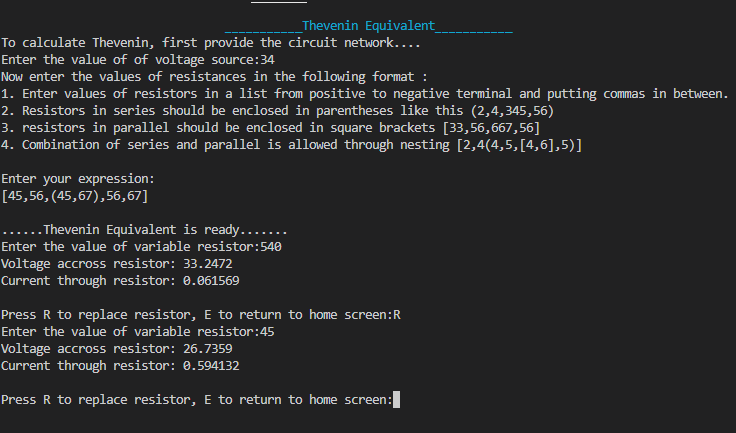 ___________Thevenin Equivalent___________
To calculate Thevenin, first provide the circuit network....
Enter the value of of voltage source:34
Now enter the values of resistances in the following format :
1. Enter values of resistors in a list from positive to negative terminal and putting commas in between.
2. Resistors in series should be enclosed in parentheses like this (2,4,345,56)
3. resistors in parallel should be enclosed in square brackets [33,56,667,56]
4. Combination of series and parallel is allowed through nesting [2,4(4,5,[4,6],5)]
Enter your expression:
[45,56,(45,67),56,67]
......Thevenin Equivalent is ready.......
Enter the value of variable resistor:540
Voltage accross resistor: 33.2472
Current through resistor: 0.061569
Press R to replace resistor, E to return to home screen:R
Enter the value of variable resistor:45
Voltage accross resistor: 26.7359
Current through resistor: 0.594132
Press R to replace resistor, E to return to home screen: